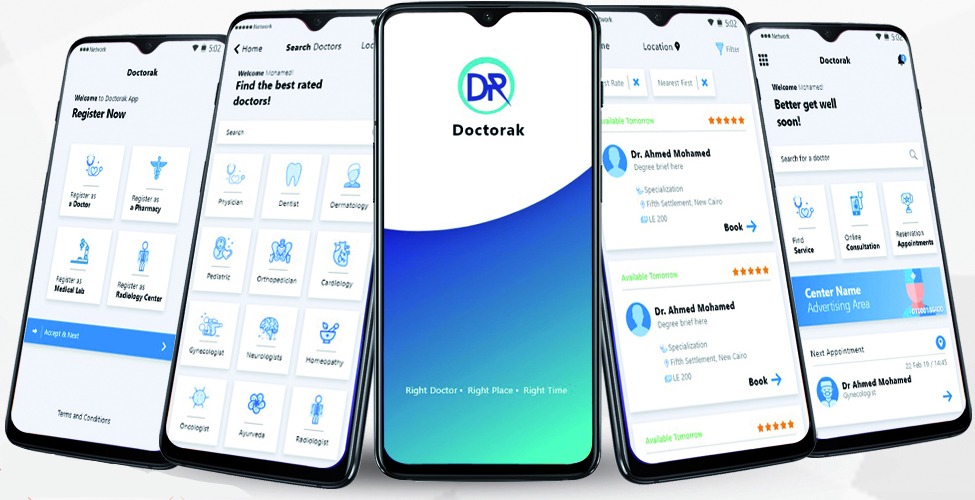 Network
5:02
Doctorak
Welcome to Doctorak App
Register Now
Register as
a Doctor
Register as
a Pharmacy
Register as
Medical Lab
Register as
Radiology Center
Accept & Next
Terms and Conditions
Network
5:02
Home
Search Doctors
Loc
Welcome Mohamed!
Find the best rated
doctors!
Search
Physician
Dentist
Dermatology
Pediatric
Orthopedician
Cardiology
Gynecologist
Neurologists
Homeopathy
Oncologist
Ayurveda
Radiologist
DR
Doctorak
Right Doctor • Right Place • Right Time
5:02
me
Location
Filter
st Rate
Nearest First
Available Tomorrow
Dr. Ahmed Mohamed
Degree brief here
Specialization
Fifth Settlement, New Cairo
LE 200
Book
Available Tomorrow
Dr. Ahmed Mohamed
Degree brief here
Specialization
Fifth Settlement, New Cairo
LE 200
Book
Available Tomorrow
Network
5:02
Doctorak
Welcome Mohamed!
Better get well
soon!
Search for a doctor
Find
Service
Online
Consultation
Reservation
Appointments
Center Name
Advertising Area
Next Appointment
22 Feb 19 / 14:45
Dr Ahmed Mohamed
Gynecologist